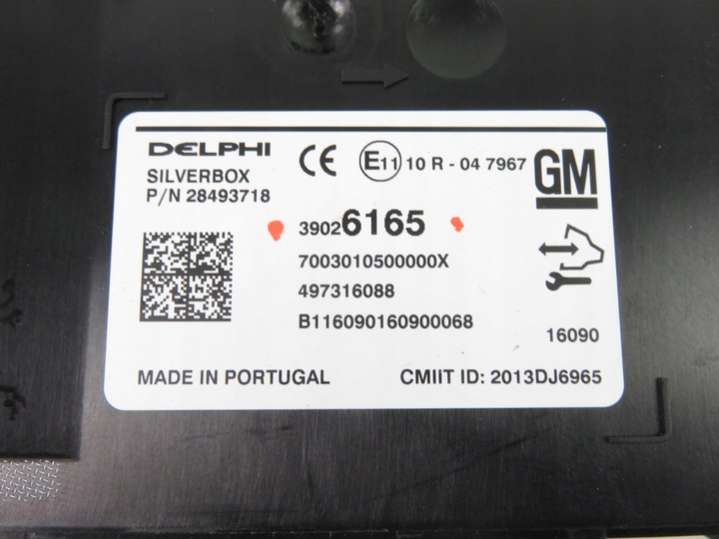 DELPHI
CE E11 10 R - 04 7967
GM
SILVERBOX
P/N 28493718
39026165
7003010500000X
497316088
B116090160900068
16090
MADE IN PORTUGAL
CMIIT ID: 2013DJ6965